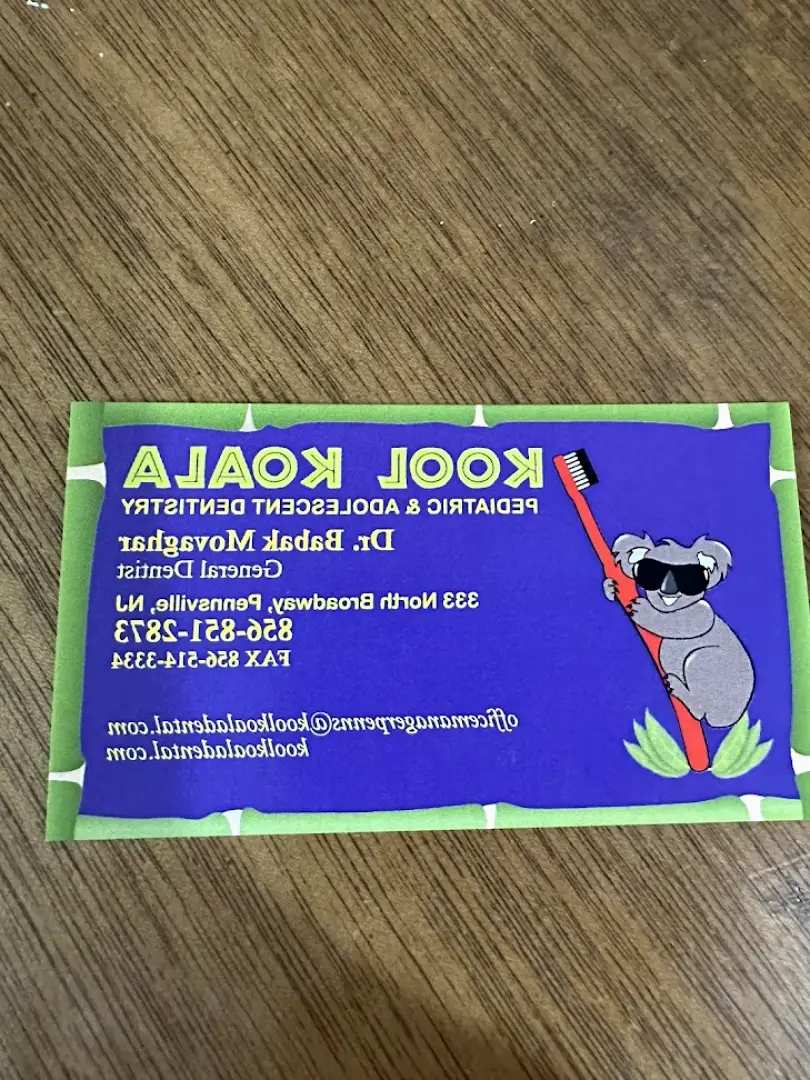 KOOL KOALA
PEDIATRIC & ADOLESCENT DENTISTRY
Dr. Babak Movaghar
General Dentist
333 North Broadway, Pennsville, NJ
856-851-2873
FAX 856-514-3334
officemanagerpenns@koolkoaladental.com
koolkoaladental.com